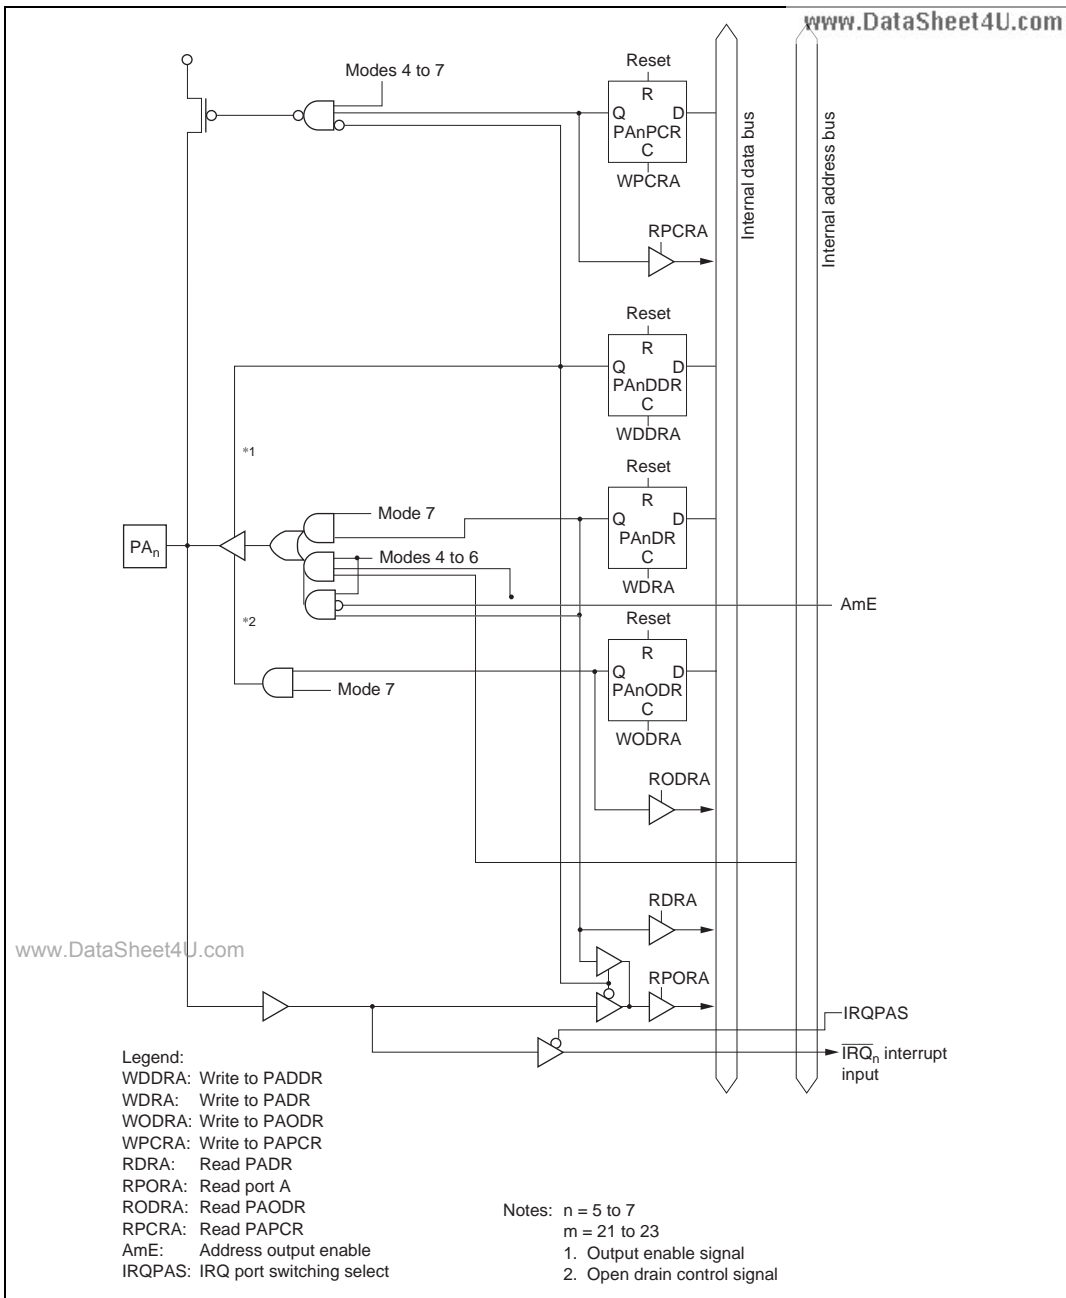 www.DataSheet4U.com
Modes 4 to 7
Reset
R
Q D
PAnPCR
C
WPCRA
Internal data bus
Internal address bus
RPCRA
Reset
R
Q D
PAnDDR
C
WDDRA
*1
Reset
R
Mode 7
Q D
PAnDR
C
WDRA
PAn
Modes 4 to 6
AmE
*2
Reset
R
Q D
PAnODR
C
WODRA
Mode 7
RODRA
RDRA
www.DataSheet4U.com
RPORA
IRQPAS
IRQn interrupt
input
Legend:
WDDRA: Write to PADDR
WDRA: Write to PADR
WODRA: Write to PAODR
WPCRA: Write to PAPCR
RDRA: Read PADR
RPORA: Read port A
RODRA: Read PAODR
RPCRA: Read PAPCR
AmE: Address output enable
IRQPAS: IRQ port switching select
Notes: n = 5 to 7
m = 21 to 23
1. Output enable signal
2. Open drain control signal